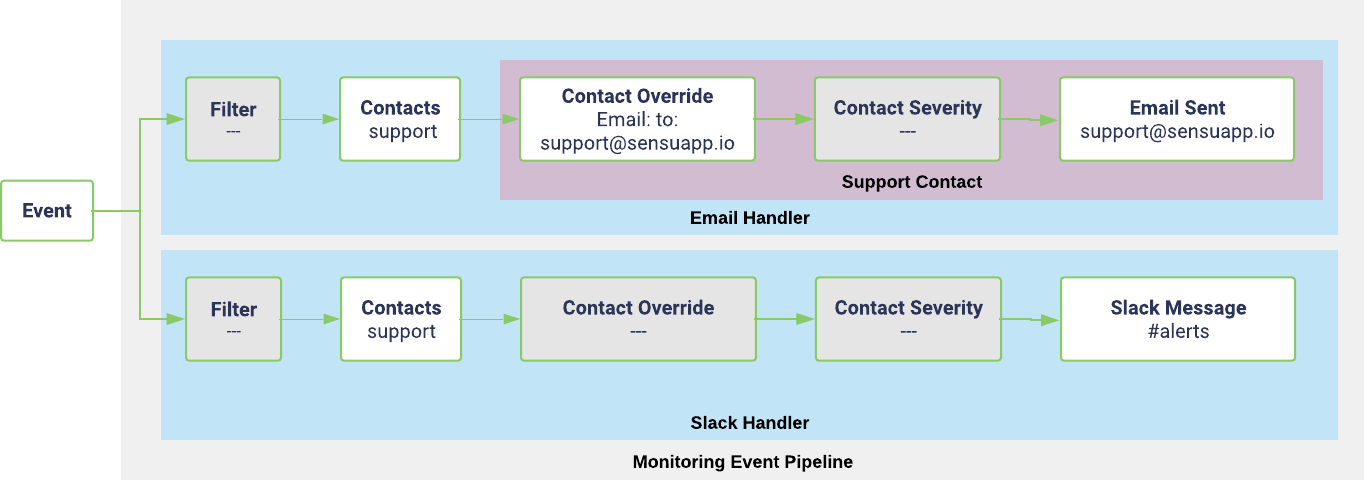 Event
Filter
---
Contacts
support
Contact Override
Email: to:
support@sensuapp.io
Contact Severity
---
Email Sent
support@sensuapp.io
Support Contact
Email Handler
Filter
---
Contacts
support
Contact Override
---
Contact Severity
---
Slack Message
#alerts
Slack Handler
Monitoring Event Pipeline